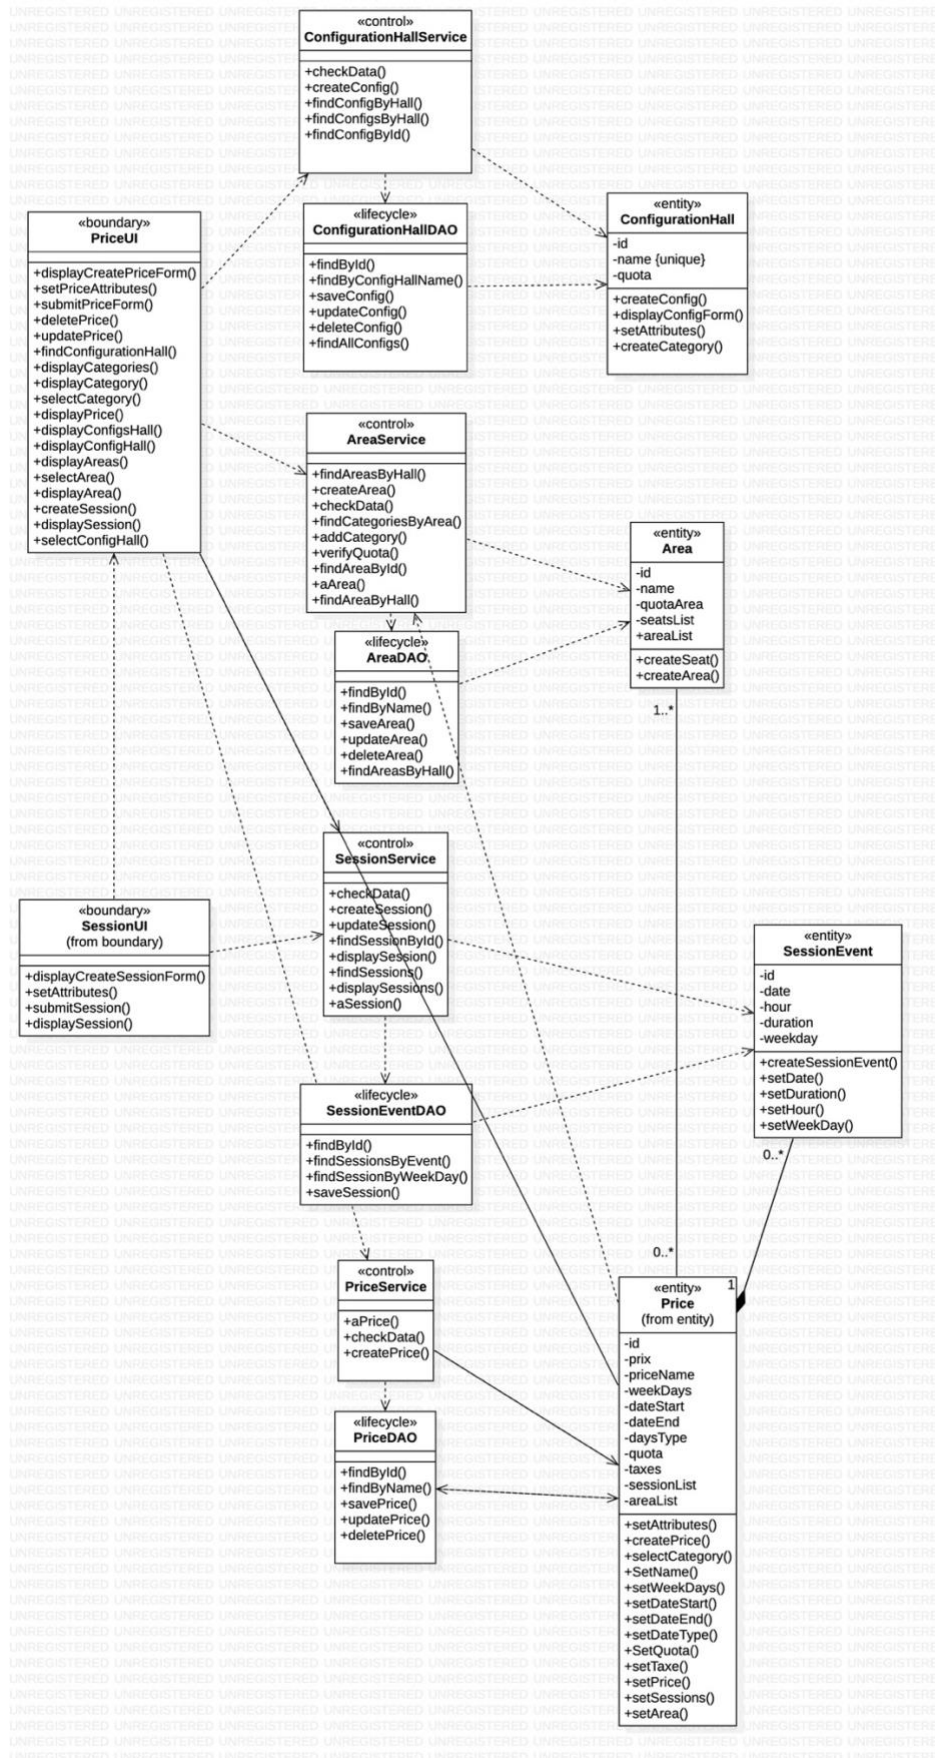 «control»
ConfigurationHallService
+checkData()
+createConfig()
+findConfigByHall()
+findConfigsByHall()
+findConfigById()
«boundary»
PriceUI
+displayCreatePriceForm()
+setPriceAttributes()
+submitPriceForm()
+deletePrice()
+updatePrice()
+findConfigurationHall()
+displayCategories()
+displayCategory()
+selectCategory()
+displayPrice()
+displayConfigsHall()
+displayConfigHall()
+displayAreas()
+selectArea()
+displayArea()
+createSession()
+displaySession()
+selectConfigHall()
«lifecycle»
ConfigurationHallDAO
+findById()
+findByConfigHallName()
+saveConfig()
+updateConfig()
+deleteConfig()
+findAllConfigs()
«entity»
ConfigurationHall
-id
-name {unique}
-quota
+createConfig()
+displayConfigForm()
+setAttributes()
+createCategory()
«control»
AreaService
+findAreasByHall()
+createArea()
+checkData()
+findCategoriesByArea()
+addCategory()
+verifyQuota()
+findAreaById()
+aArea()
+findAreaByHall()
«entity»
Area
-id
-name
-quotaArea
-seatsList
+areaList
+createSeat()
+createArea()
1..*
«lifecycle»
AreaDAO
+findById()
+findByName()
+saveArea()
+updateArea()
+deleteArea()
+findAreasByHall()
«control»
SessionService
+checkData()
+createSession()
+updateSession()
+findSessionById()
+displaySession()
+findSessions()
+displaySessions()
+aSession()
«boundary»
SessionUI
(from boundary)
+displayCreateSessionForm()
+setAttributes()
+submitSession()
+displaySession()
«entity»
SessionEvent
-id
-date
-hour
-duration
-weekday
+createSessionEvent()
+setDate()
+setDuration()
+setHour()
+setWeekDay()
0..*
«lifecycle»
SessionEventDAO
+findById()
+findSessionsByEvent()
+findSessionByWeekDay()
+saveSession()
0..*
1
«control»
PriceService
+aPrice()
+checkData()
+createPrice()
«lifecycle»
PriceDAO
+findById()
+findByName()
+savePrice()
+updatePrice()
+deletePrice()
«entity»
Price
(from entity)
-id
-prix
-priceName
-weekDays
-dateStart
-dateEnd
-daysType
-quota
-taxes
-sessionList
-areaList
+setAttributes()
+createPrice()
+selectCategory()
+SetName()
+setWeekDays()
+setDateStart()
+setDateEnd()
+setDateType()
+SetQuota()
+setTaxe()
+setPrice()
+setSessions()
+setArea()
UNREGISTERED